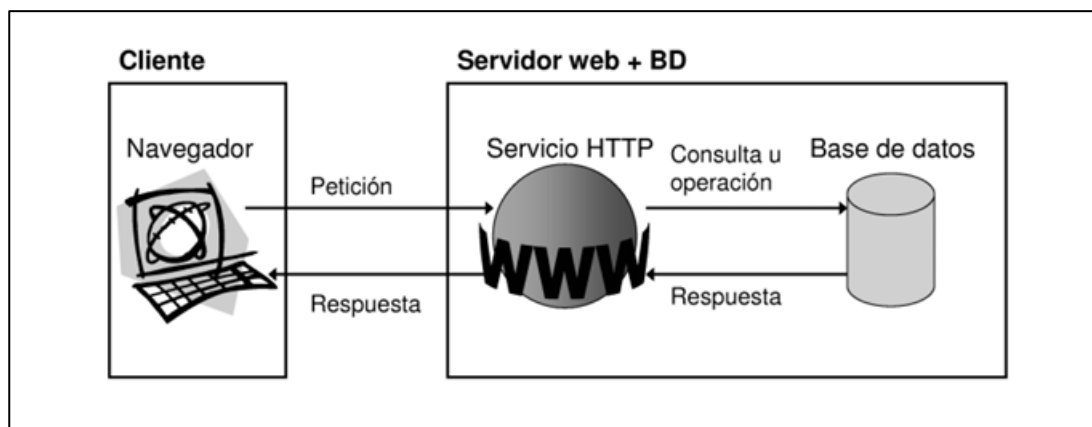 Cliente
Servidor web + BD
Navegador
Servicio HTTP
Consulta u
operación
Base de datos
Petición
WWW
Respuesta
Respuesta